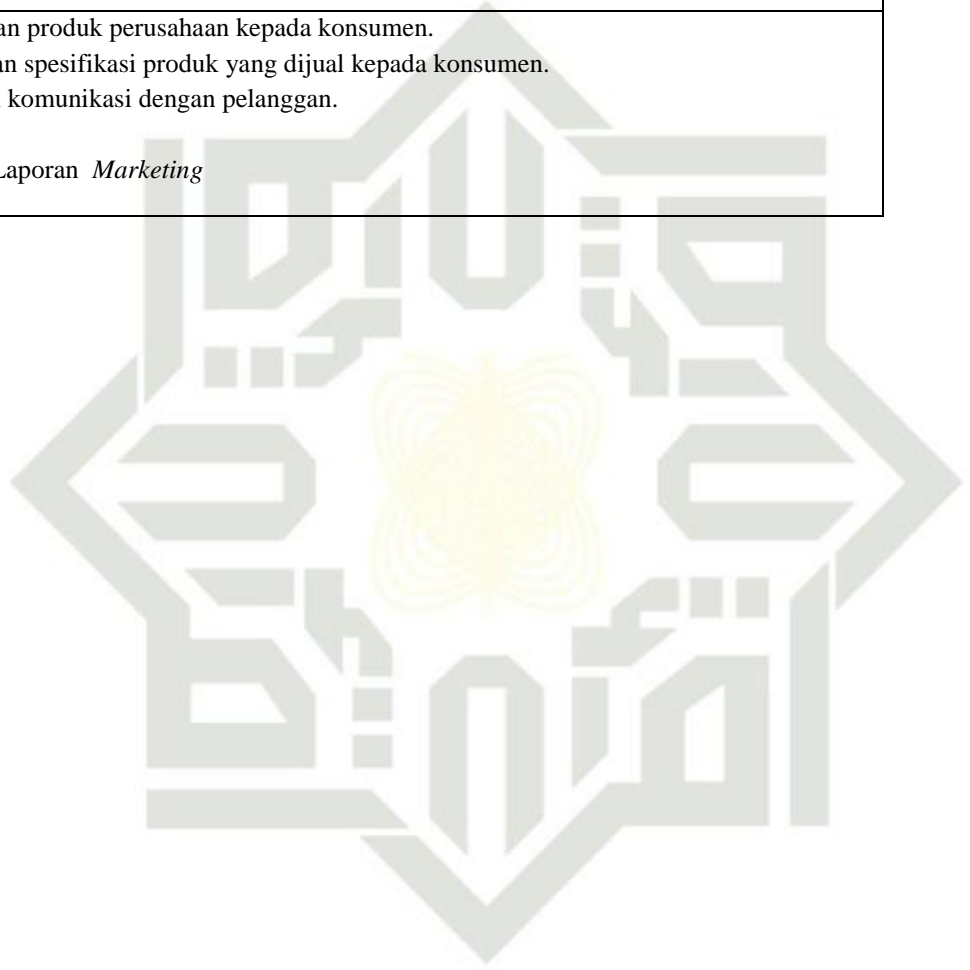 an produk perusahaan kepada konsumen.
an spesifikasi produk yang dijual kepada konsumen.
komunikasi dengan pelanggan.
Laporan Marketing